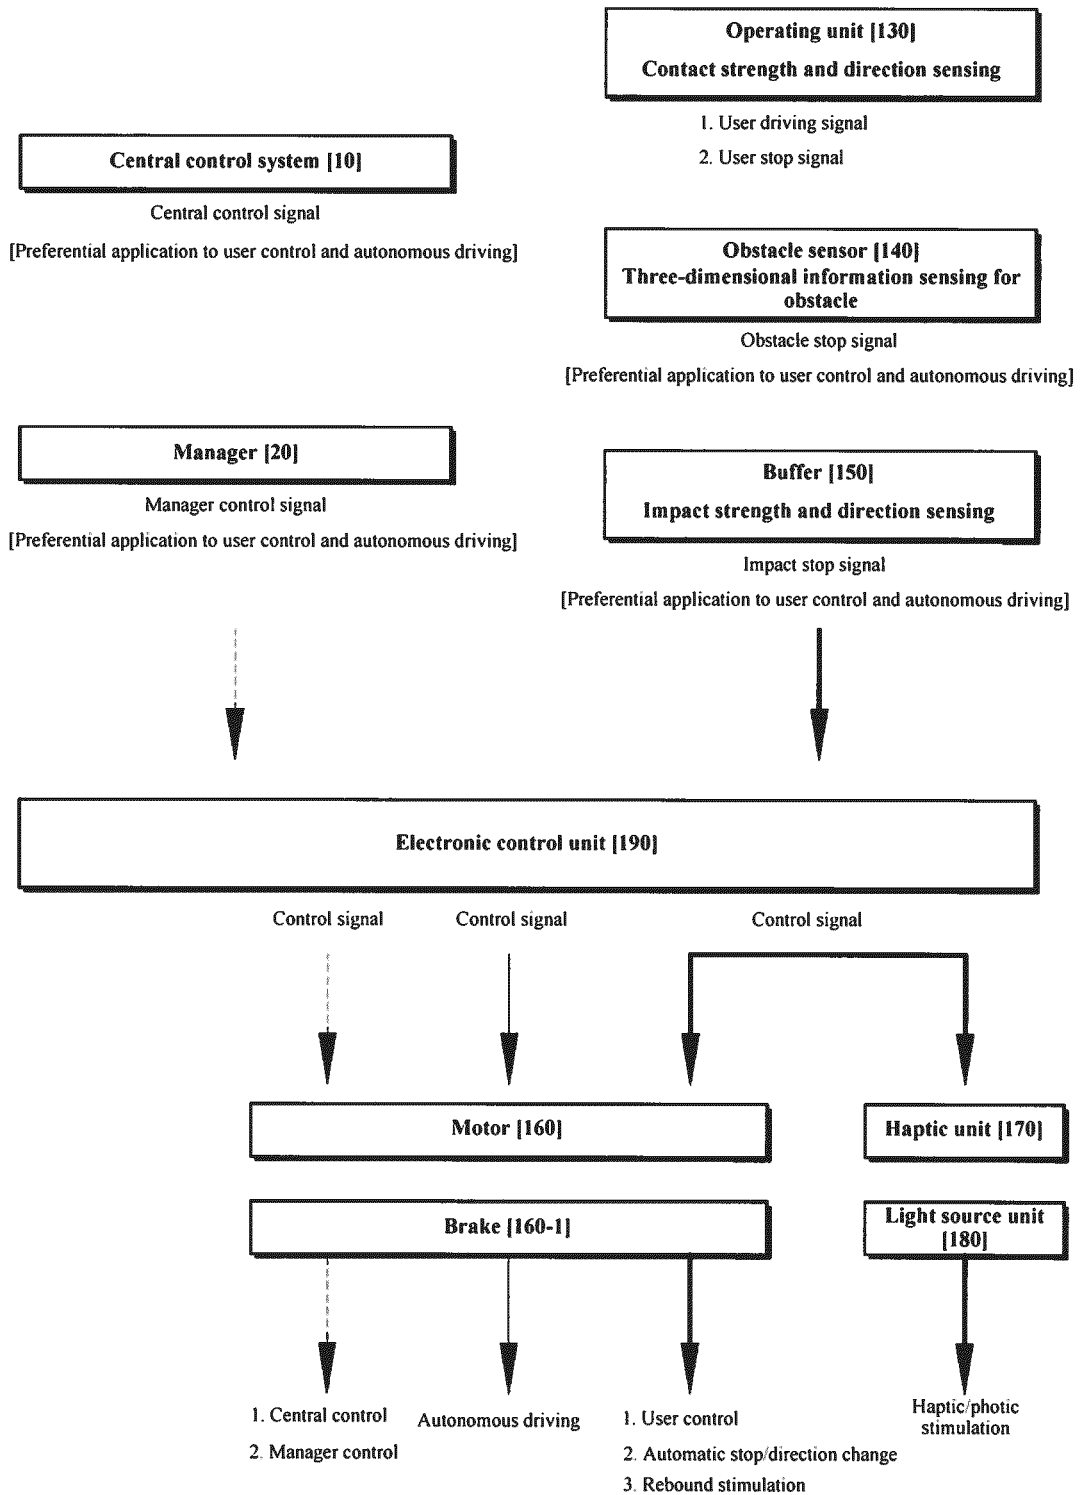 Operating unit [130]
Contact strength and direction sensing
1. User driving signal
2. User stop signal
Central control system [10]
Central control signal
[Preferential application to user control and autonomous driving]
Obstacle sensor [140]
Three-dimensional information sensing for
obstacle
Obstacle stop signal
[Preferential application to user control and autonomous driving]
Manager [20]
Manager control signal
[Preferential application to user control and autonomous driving]
Buffer [150]
Impact strength and direction sensing
Impact stop signal
[Preferential application to user control and autonomous driving]
Electronic control unit [190]
Control signal
Control signal
Control signal
Motor [160]
Haptic unit [170]
Brake [160-1]
Light source unit
[180]
1. Central control
2. Manager control
Autonomous driving
1. User control
2. Automatic stop/direction change
3. Rebound stimulation
Haptic/photic
stimulation